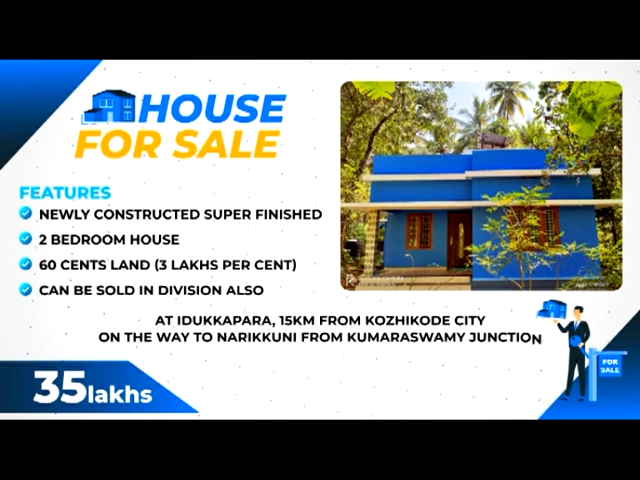 HOUSE
FOR SALE
FEATURES
NEWLY CONSTRUCTED SUPER FINISHED
2 BEDROOM HOUSE
60 CENTS LAND (3 LAKHS PER CENT)
CAN BE SOLD IN DIVISION ALSO
AT IDUKKAPARA, 15KM FROM KOZHIKODE CITY
ON THE WAY TO NARIKKUNI FROM KUMARASWAMY JUNCTION
FOR
SALE
35lakhs